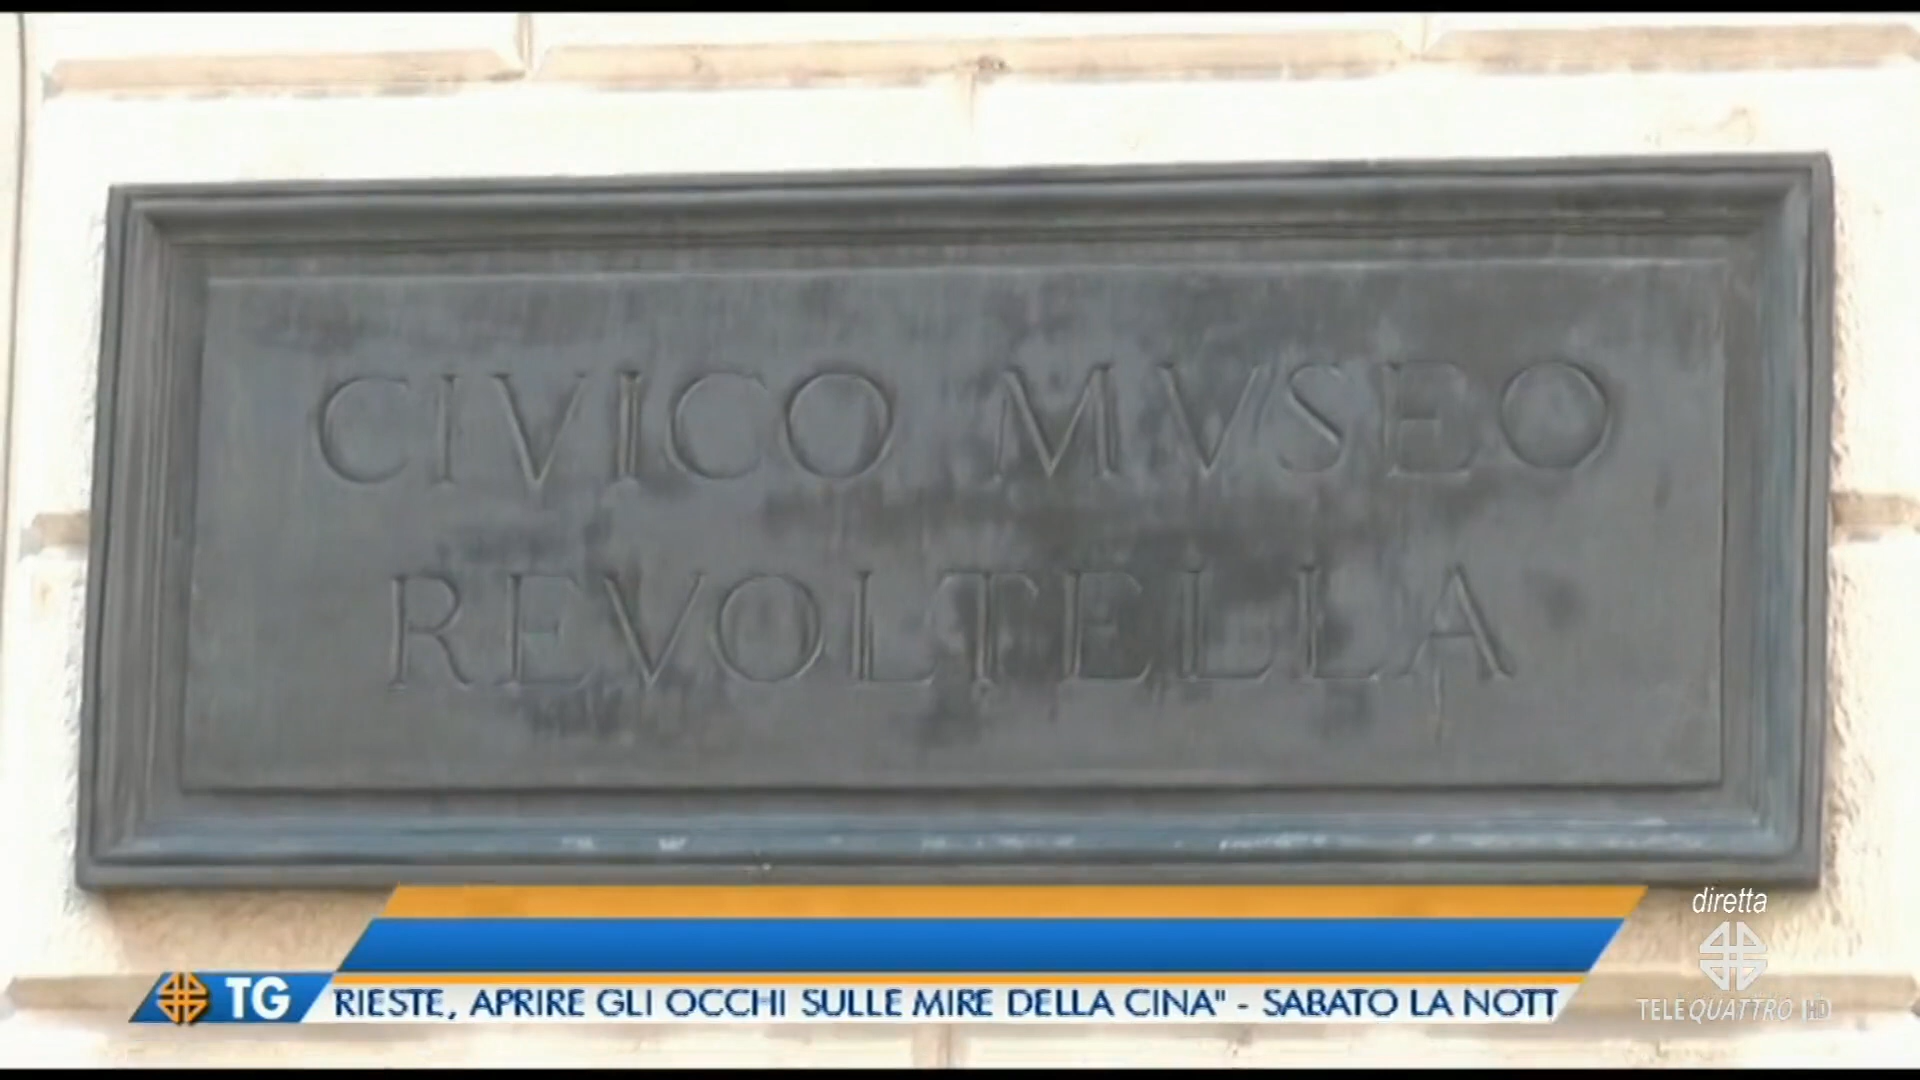 CIVICO MVSEO
REVOLTELLA
diretta
TG
RIESTE, APRIRE GLI OCCHI SULLE MIRE DELLA CINA" - SABATO LA NOTT
TELEQUATTRO HD